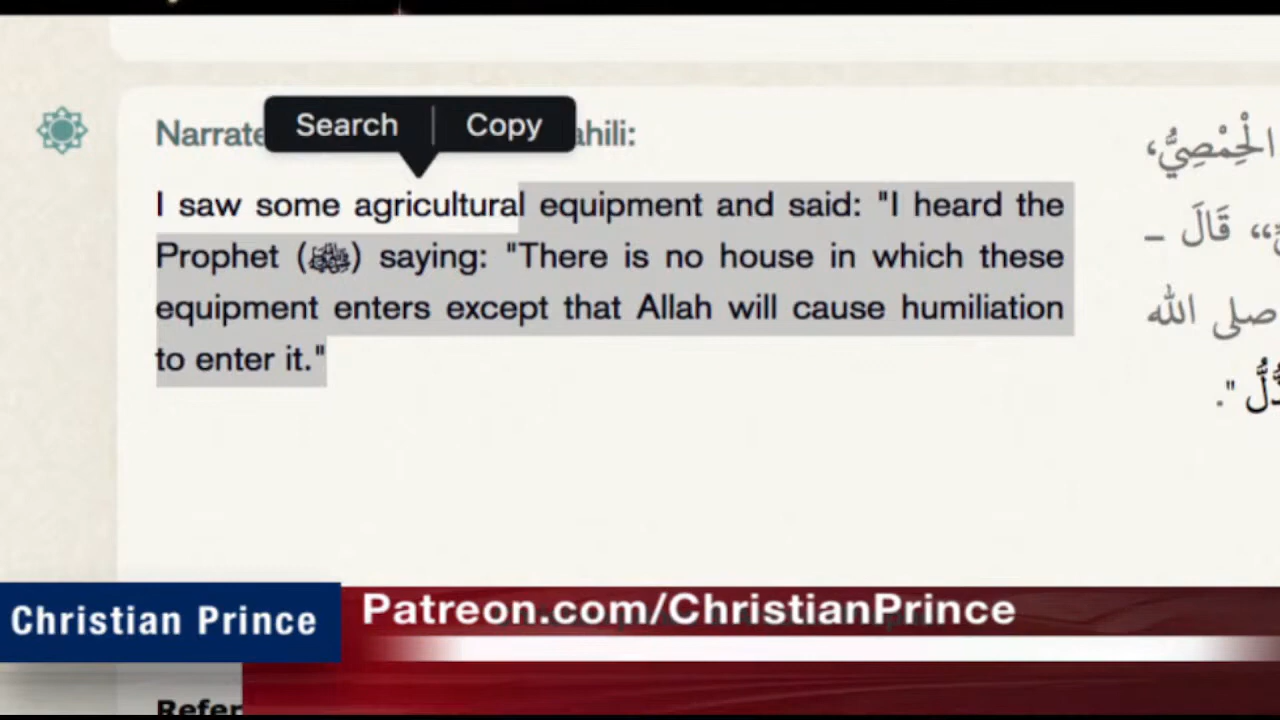 Search Copy
Narrate ahili:
I saw some agricultural equipment and said: "I heard the
Prophet (ﷺ) saying: "There is no house in which these
equipment enters except that Allah will cause humiliation
to enter it."
الْحِمْصِيُّ،
قَالَ ـ
صلى الله
".
Christian Prince
Patreon.com/ChristianPrince
Refer